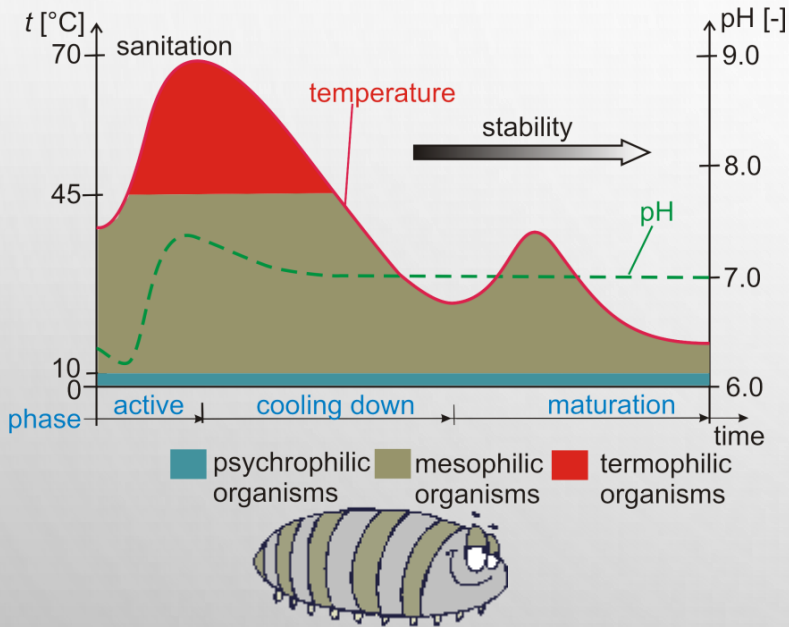 t [°C]
pH [-]
70
sanitation
9.0
temperature
stability
8.0
45
pH
7.0
10
0
6.0
phase
active
cooling down
maturation
time
psychrophilic
organisms
mesophilic
organisms
termophilic
organisms